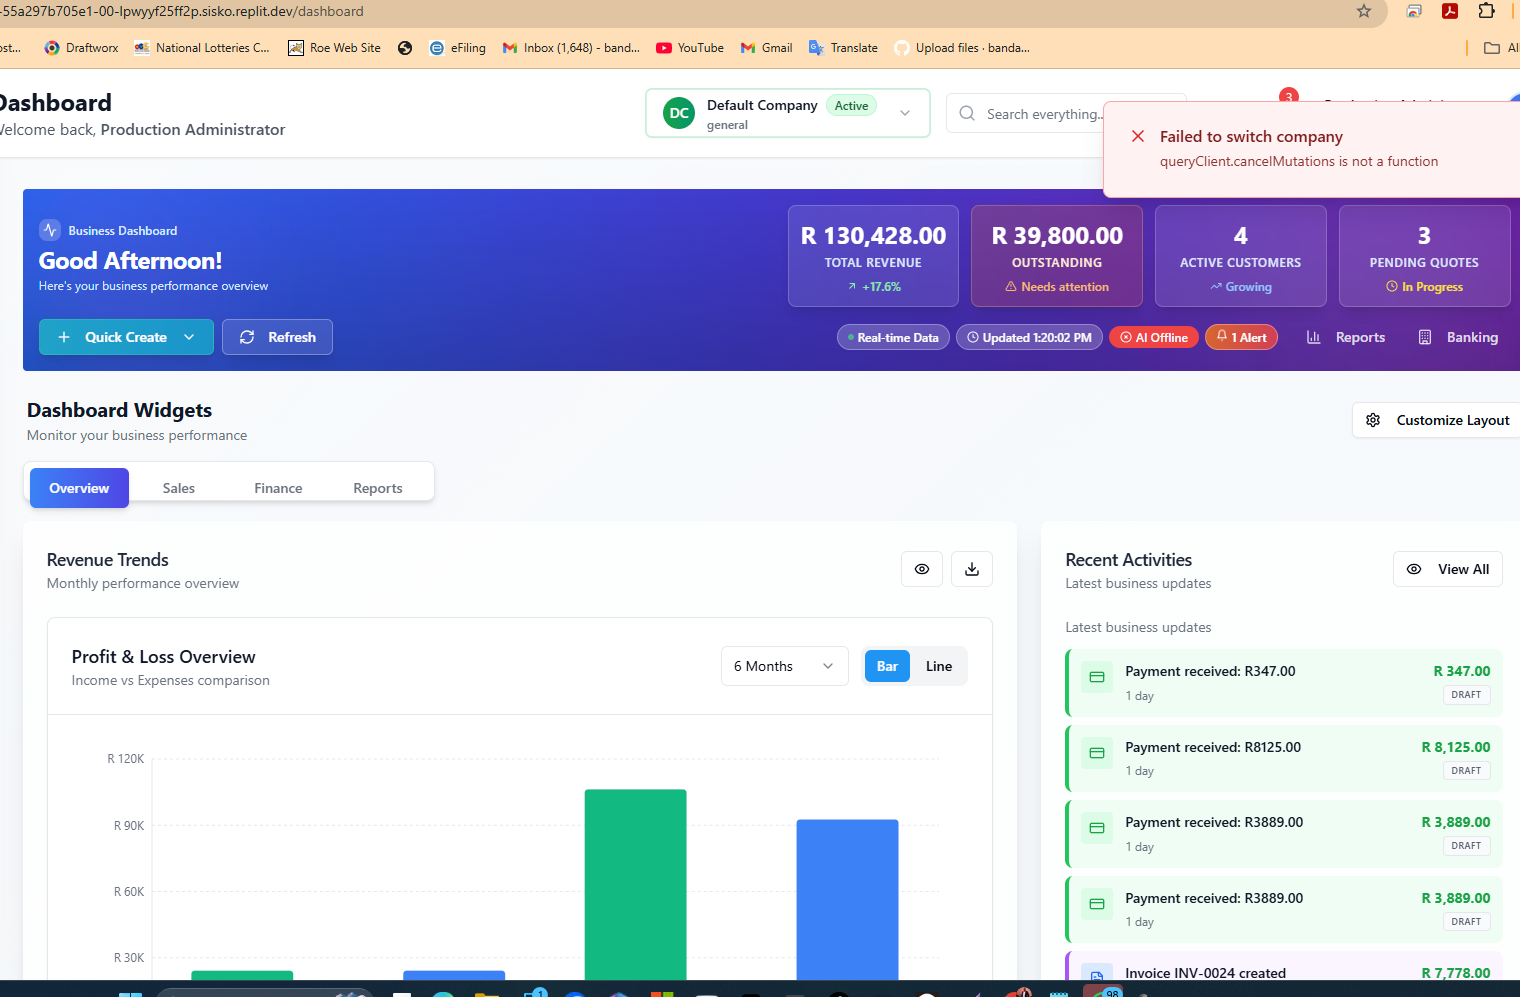 -55a297b705e1-00-lpwyyf25ff2p.sisko.replit.dev/dashboard
ost...
Draftworx
National Lotteries C...
Roe Web Site
eFiling
Inbox (1,648) - band...
YouTube
Gmail
Translate
Upload files · banda...
All
Dashboard
Welcome back, Production Administrator
DC
Default Company
Active
general
Search everything...
3
Failed to switch company
queryClient.cancelMutations is not a function
Business Dashboard
Good Afternoon!
Here's your business performance overview
Quick Create
Refresh
R 130,428.00
TOTAL REVENUE
+17.6%
R 39,800.00
OUTSTANDING
Needs attention
4
ACTIVE CUSTOMERS
Growing
3
PENDING QUOTES
In Progress
Real-time Data
Updated 1:20:02 PM
AI Offline
1 Alert
Reports
Banking
Dashboard Widgets
Monitor your business performance
Customize Layout
Overview
Sales
Finance
Reports
Revenue Trends
Monthly performance overview
Profit & Loss Overview
Income vs Expenses comparison
6 Months
Bar
Line
R 120K
R 90K
R 60K
R 30K
Recent Activities
Latest business updates
View All
Latest business updates
Payment received: R347.00
R 347.00
1 day
DRAFT
Payment received: R8125.00
R 8,125.00
1 day
DRAFT
Payment received: R3889.00
R 3,889.00
1 day
DRAFT
Payment received: R3889.00
R 3,889.00
1 day
DRAFT
Invoice INV-0024 created
R 7,778.00
1
98